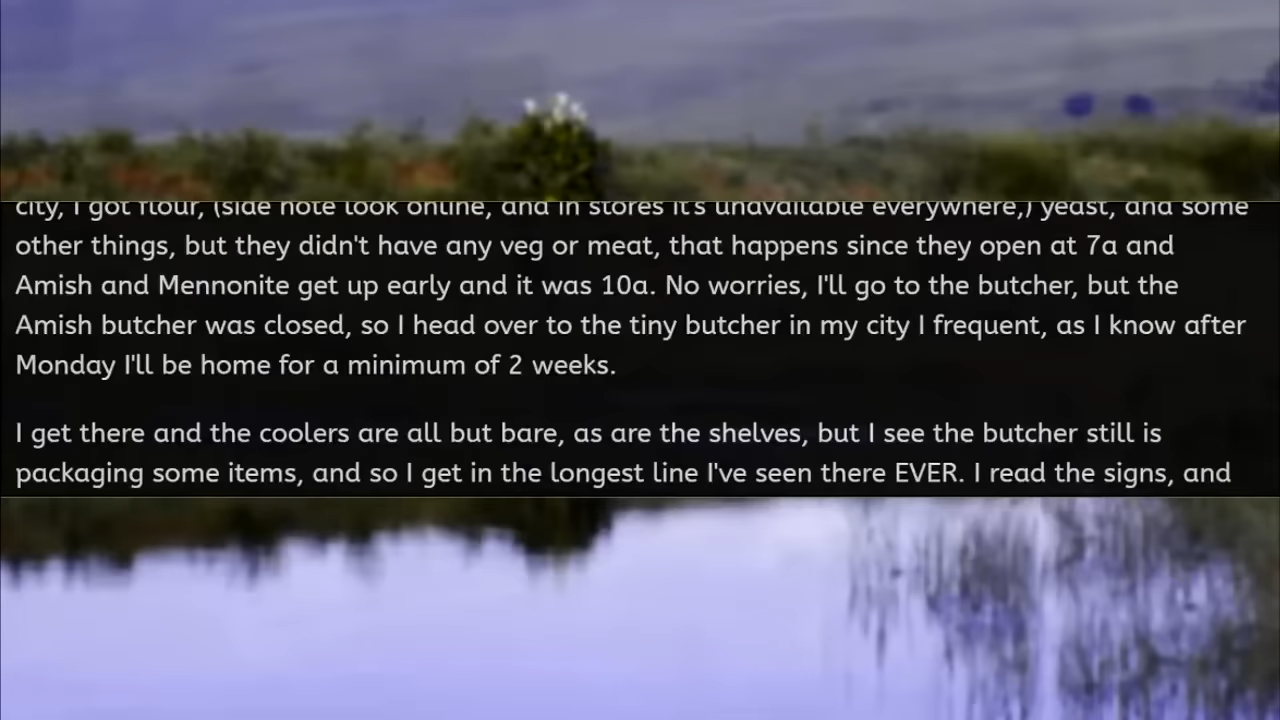 city, I got flour, (side note look online, and in stores it's unavailable everywhere,) yeast, and some
other things, but they didn't have any veg or meat, that happens since they open at 7a and
Amish and Mennonite get up early and it was 10a. No worries, I'll go to the butcher, but the
Amish butcher was closed, so I head over to the tiny butcher in my city I frequent, as I know after
Monday I'll be home for a minimum of 2 weeks.
I get there and the coolers are all but bare, as are the shelves, but I see the butcher still is
packaging some items, and so I get in the longest line I've seen there EVER. I read the signs, and